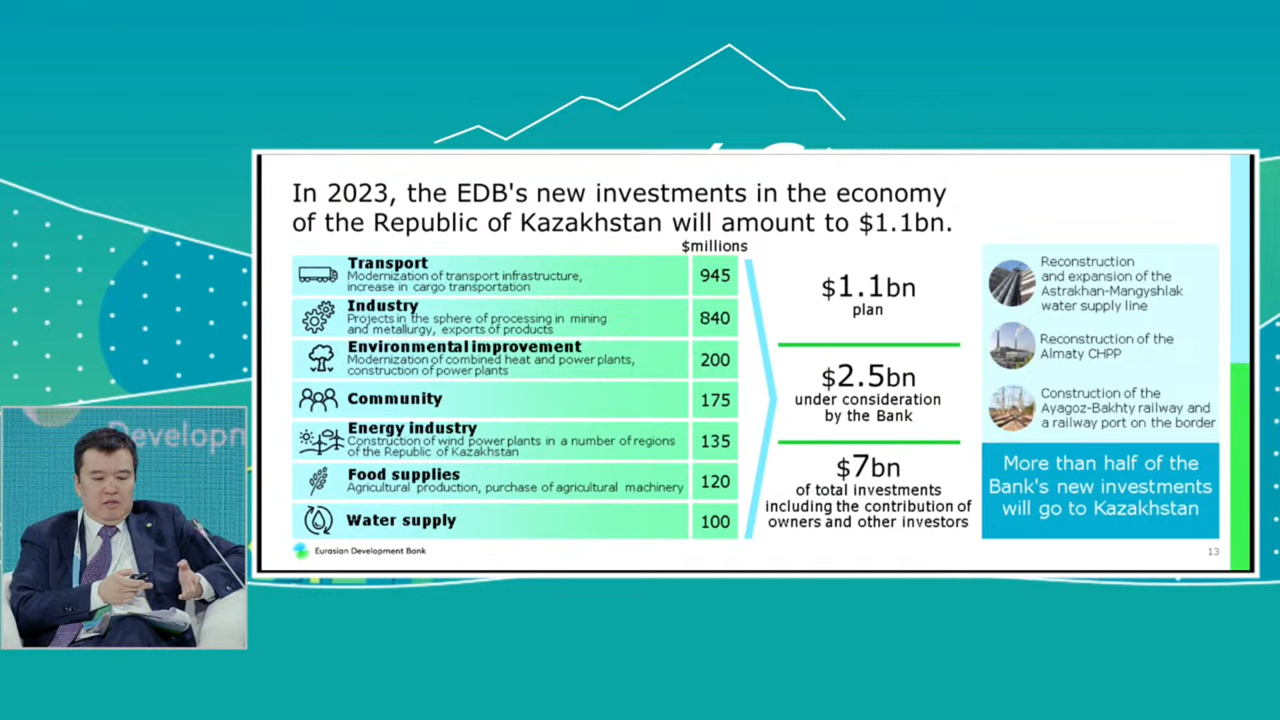 In 2023, the EDB's new investments in the economy
of the Republic of Kazakhstan will amount to $1.1bn.
$millions
Transport
Modernization of transport infrastructure,
increase in cargo transportation
945
Industry
Projects in the sphere of processing in mining
and metallurgy, exports of products
840
Environmental improvement
Modernization of combined heat and power plants,
construction of power plants
200
Community
175
Energy industry
Construction of wind power plants in a number of regions
of the Republic of Kazakhstan
135
Food supplies
Agricultural production, purchase of agricultural machinery
120
Water supply
100
$1.1bn
plan
$2.5bn
under consideration
by the Bank
$7bn
of total investments
including the contribution of
owners and other investors
Reconstruction
and expansion of the
Astrakhan-Mangyshlak
water supply line
Reconstruction of the
Almaty CHPP
Construction of the
Ayagoz-Bakhty railway and
a railway port on the border
More than half of the
Bank's new investments
will go to Kazakhstan
Eurasian Development Bank
13
Developn